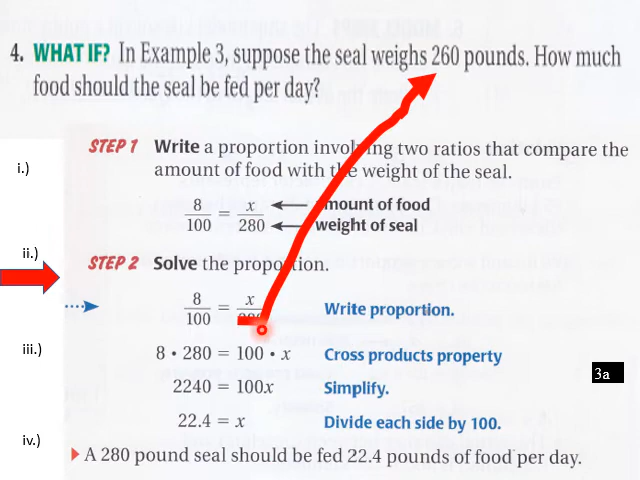 4. WHAT IF? In Example 3, suppose the seal weighs 260 pounds. How much
food should the seal be fed per day?
STEP 1 Write a proportion involving two ratios that compare the
i.)
amount of food with the weight of the seal.
8/100 = x/280 ← amount of food
← weight of seal
ii.)
STEP 2 Solve the proportion.
8/100 = x/ Write proportion.
iii.)
8 • 280 = 100 • x Cross products property
2240 = 100x Simplify.
3a
22.4 = x Divide each side by 100.
iv.)
A 280 pound seal should be fed 22.4 pounds of food per day.